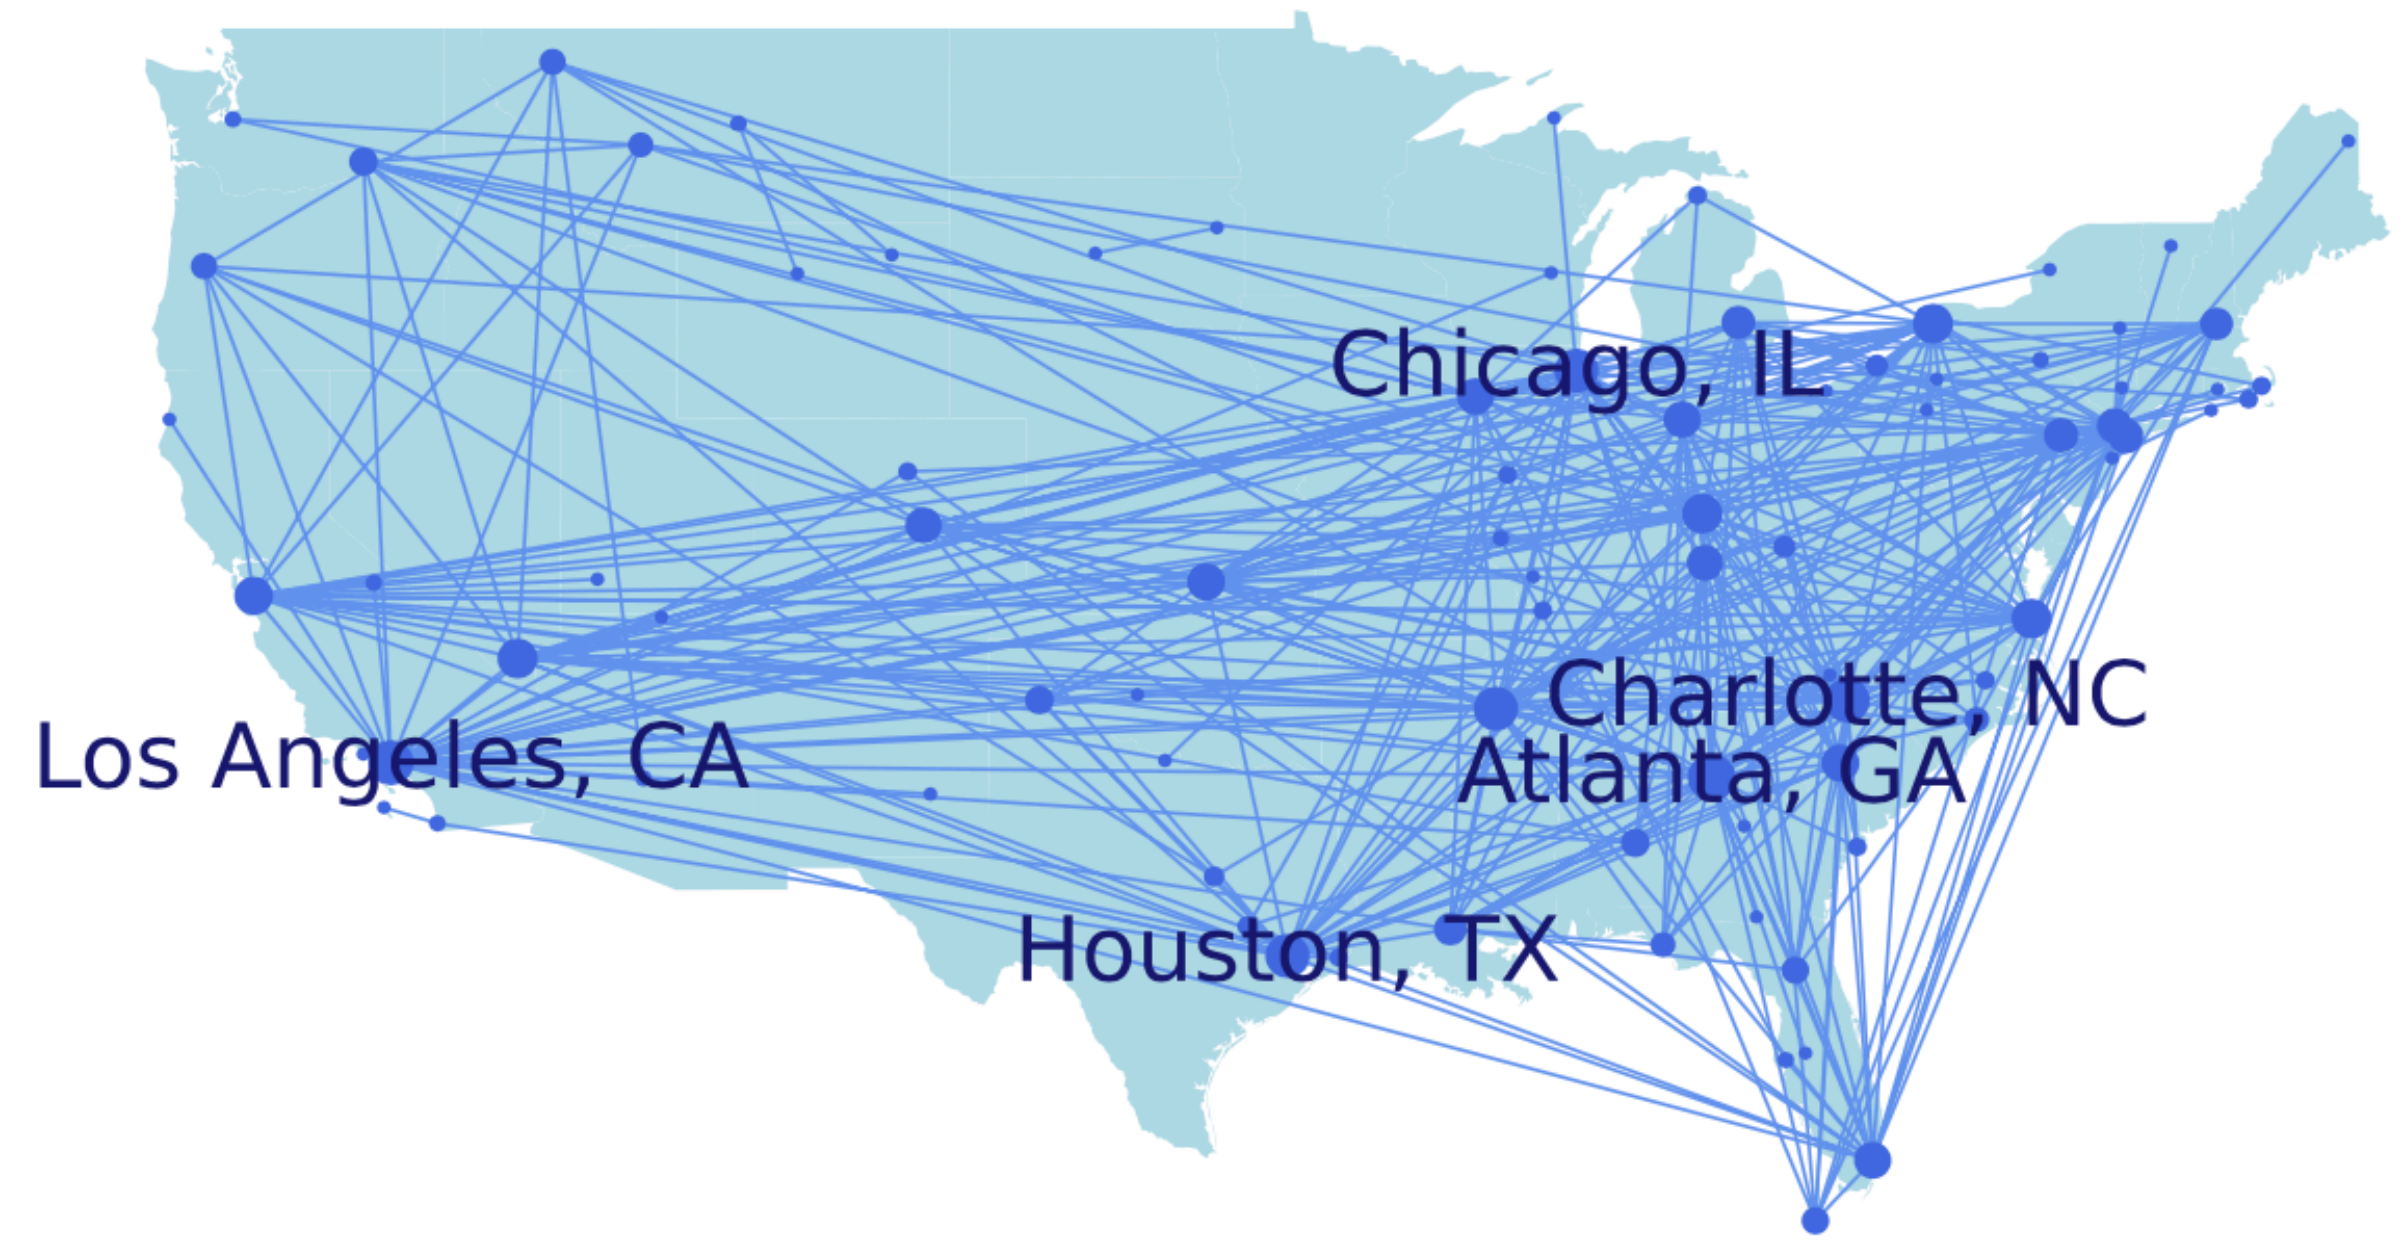 Chicago, IL
Charlotte, NC
Los Angeles, CA
Atlanta, GA
Houston, TX